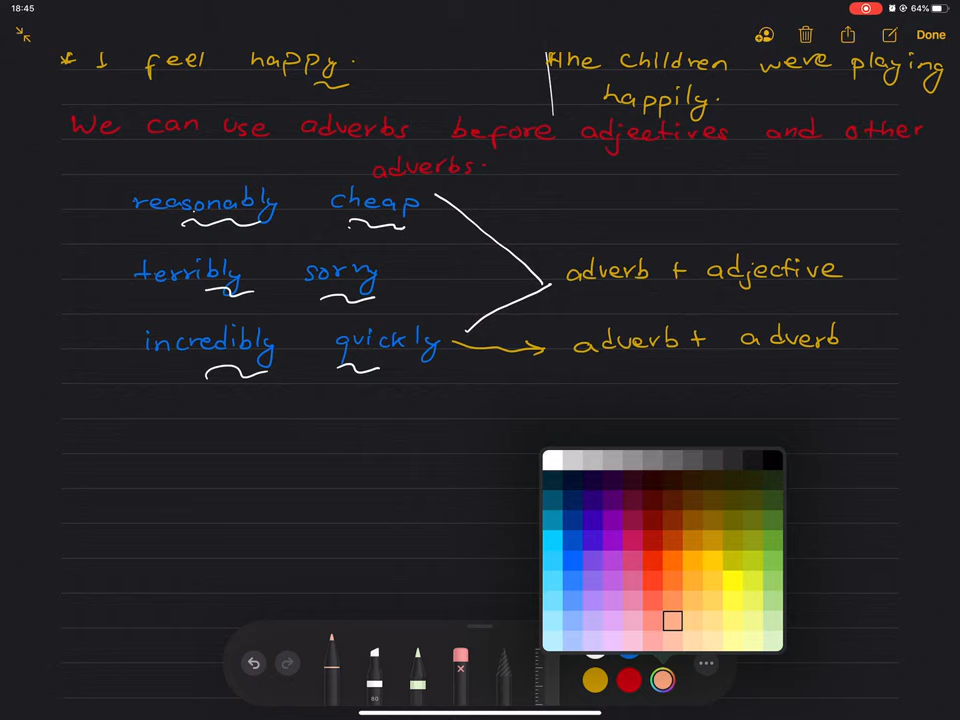 18:45
64%
Done
* I feel happy.
*The children were playing
happily.
We can use adverbs before adjectives and other
adverbs.
reasonably cheap
terribly sorry
adverb + adjective
incredibly quickly → adverb + adverb
80